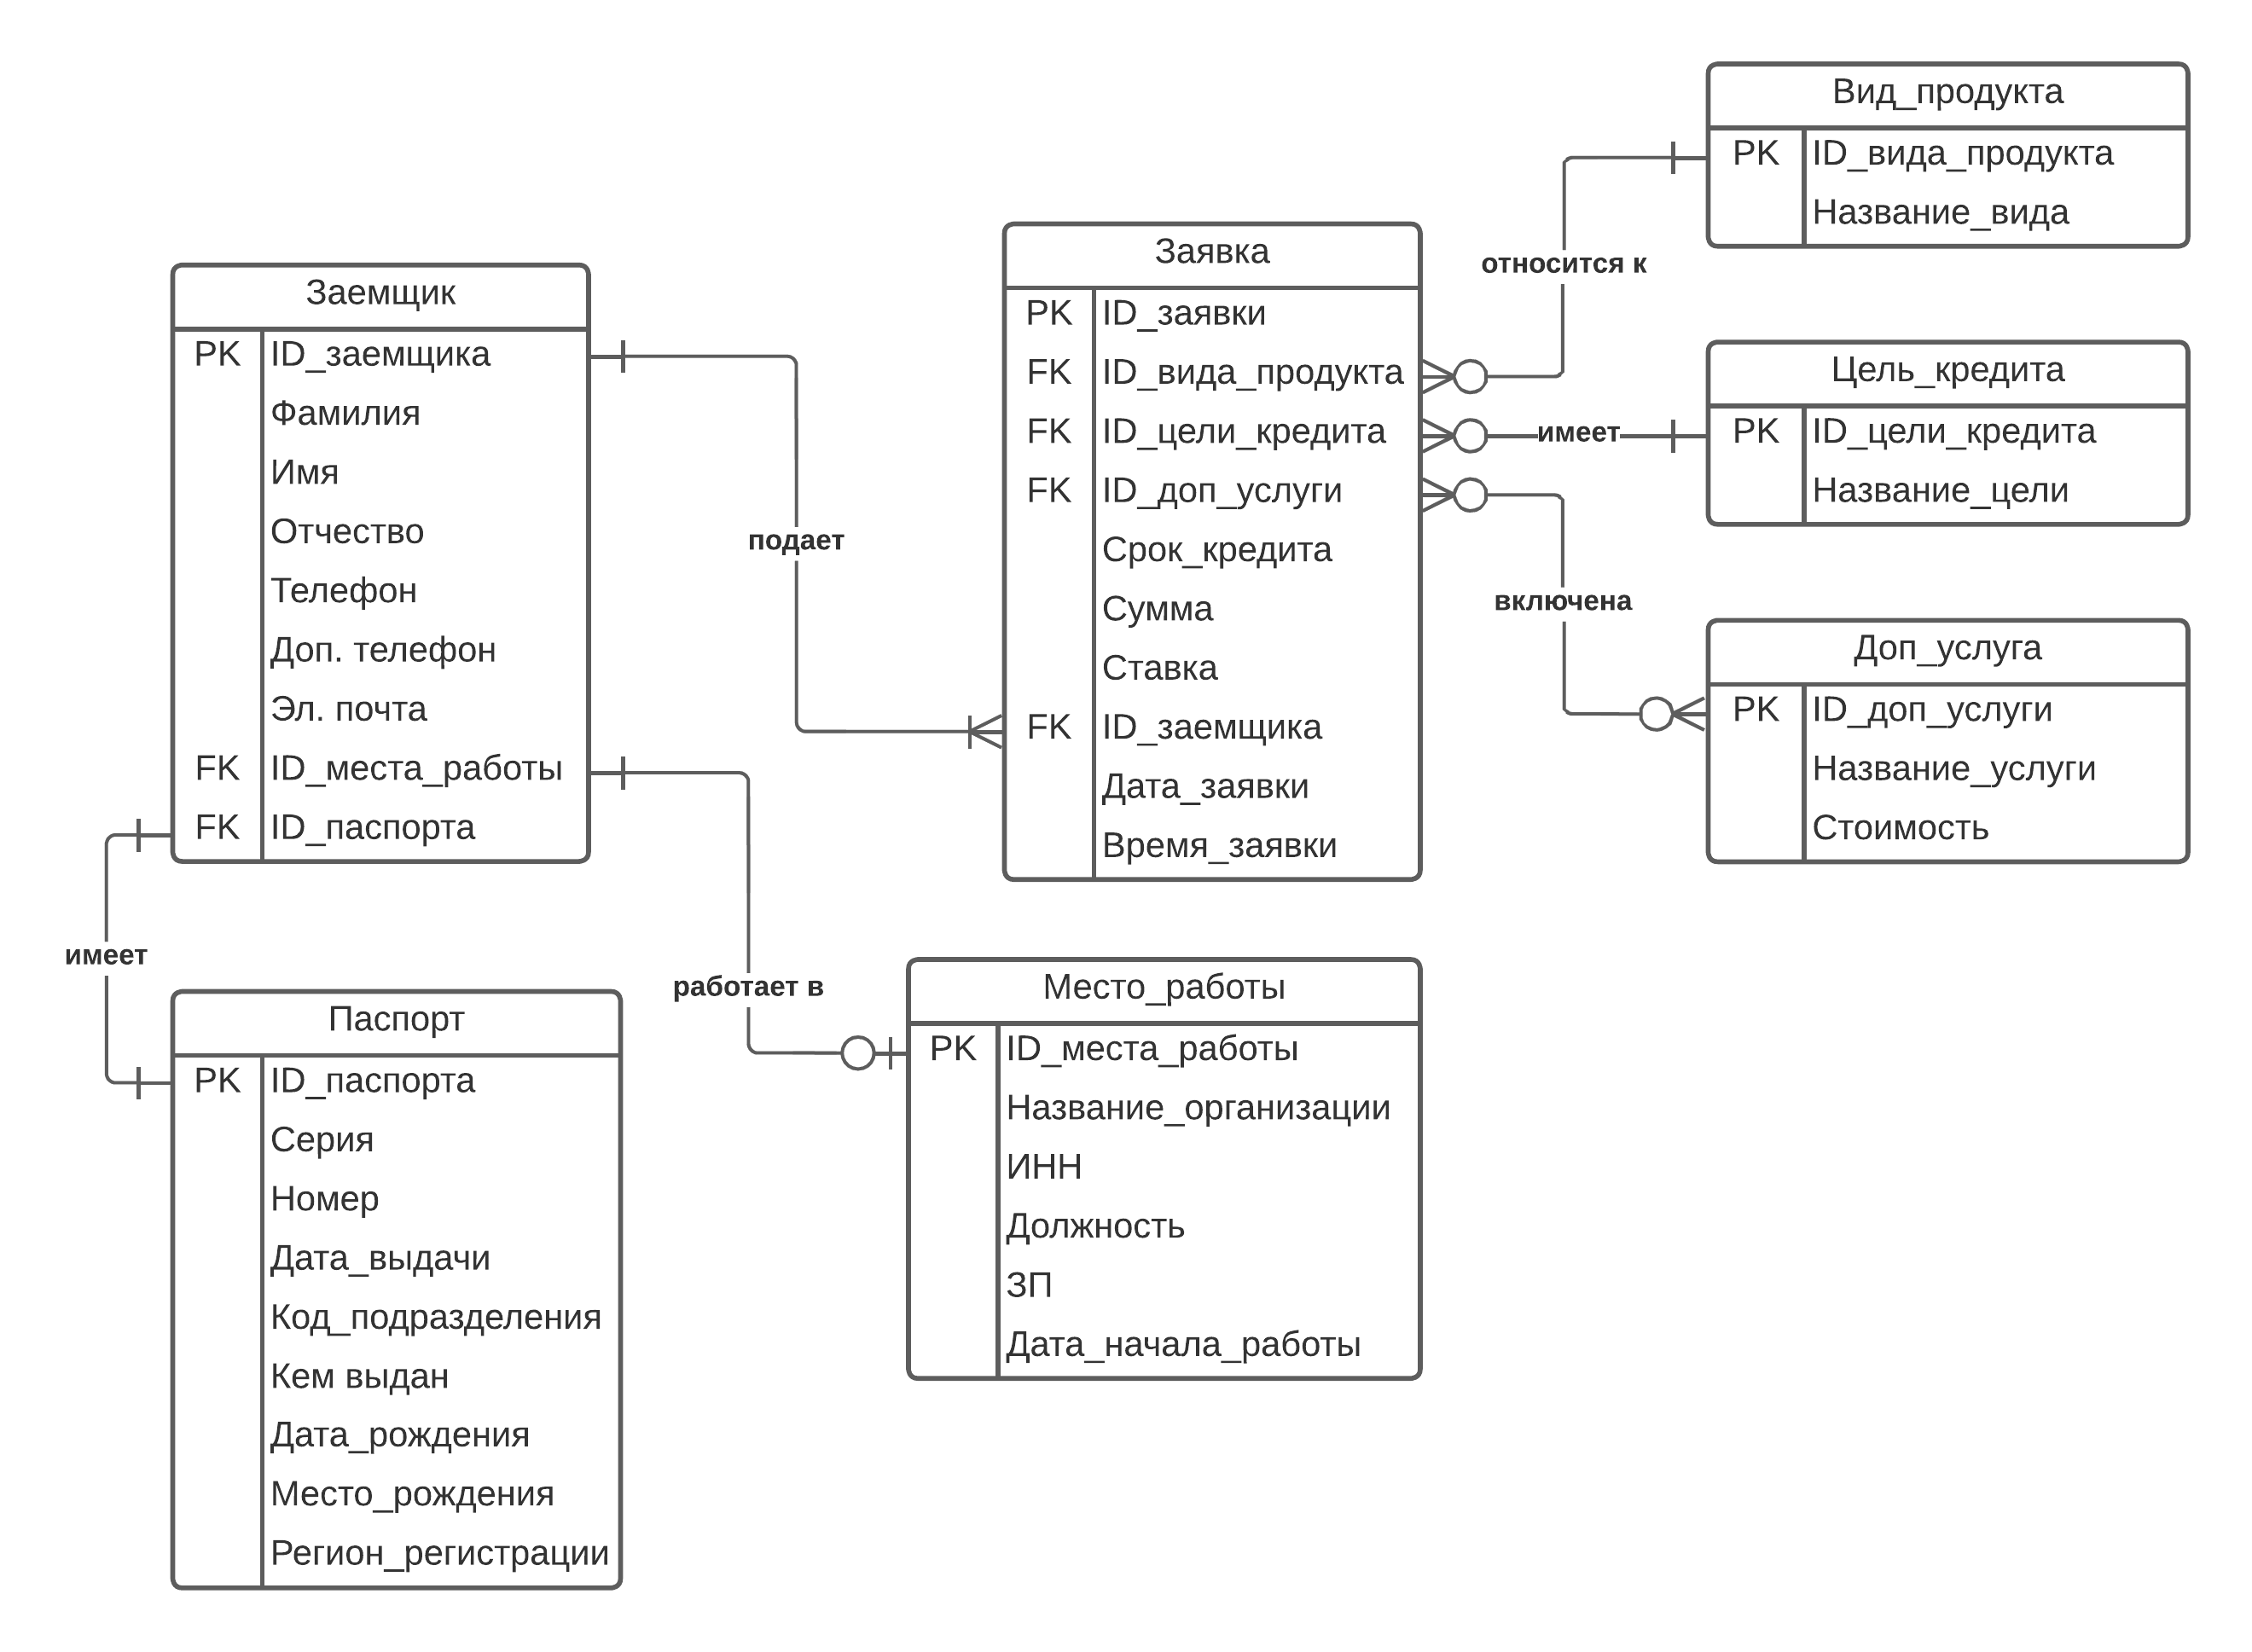 Вид_продукта
PK ID_вида_продукта
Название_вида
Заявка
PK ID_заявки
FK ID_вида_продукта
FK ID_цели_кредита
FK ID_доп_услуги
Срок_кредита
Сумма
Ставка
FK ID_заемщика
Дата_заявки
Время_заявки
относится к
Заемщик
PK ID_заемщика
Фамилия
Имя
Отчество
Телефон
Доп. телефон
Эл. почта
FK ID_места_работы
FK ID_паспорта
подает
имеет
Цель_кредита
PK ID_цели_кредита
Название_цели
включена
Доп_услуга
PK ID_доп_услуги
Название_услуги
Стоимость
имеет
работает в
Место_работы
PK ID_места_работы
Название_организации
ИНН
Должность
ЗП
Дата_начала_работы
Паспорт
PK ID_паспорта
Серия
Номер
Дата_выдачи
Код_подразделения
Кем выдан
Дата_рождения
Место_рождения
Регион_регистрации